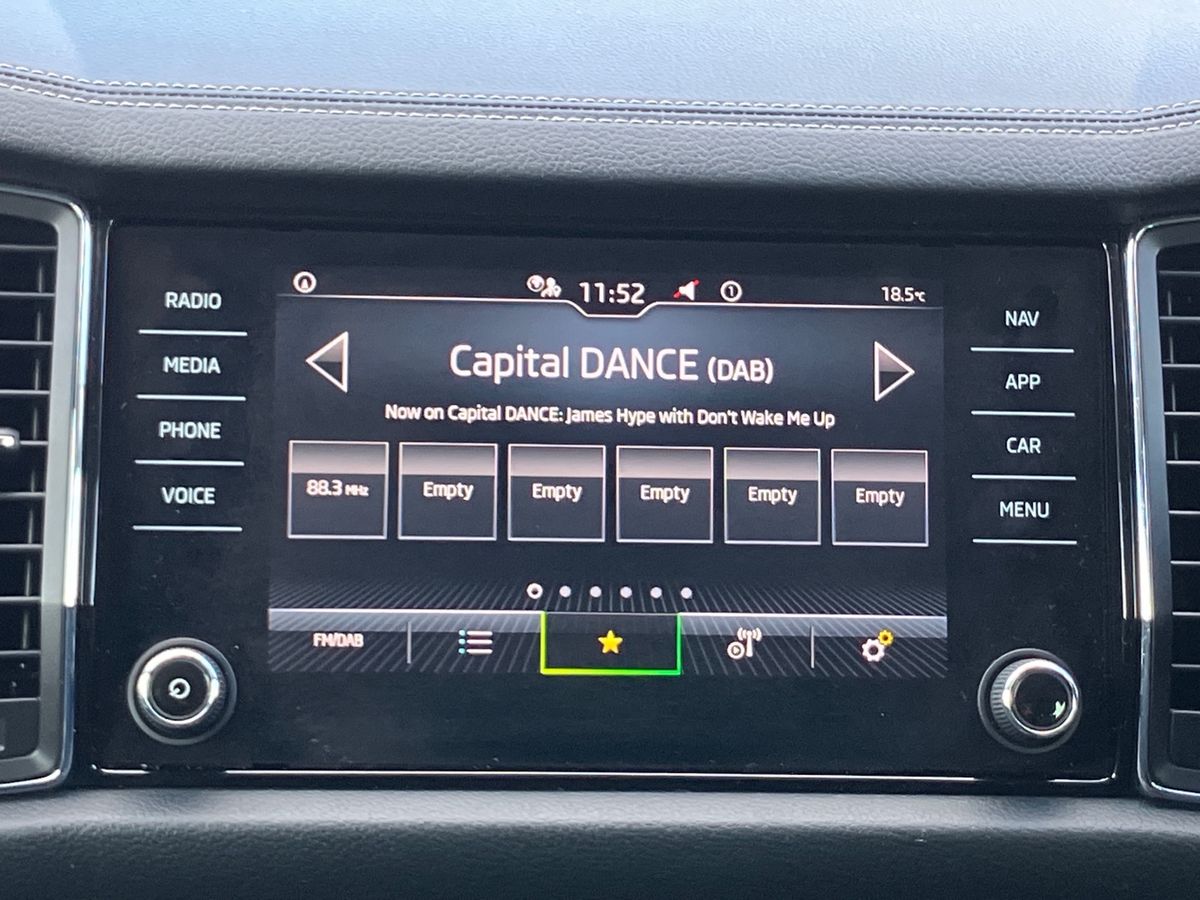 RADIO
MEDIA
PHONE
VOICE
11:52
1
18.5°C
Capital DANCE (DAB)
Now on Capital DANCE: James Hype with Don't Wake Me Up
88.3 MHz
Empty
Empty
Empty
Empty
Empty
FM/DAB
NAV
APP
CAR
MENU